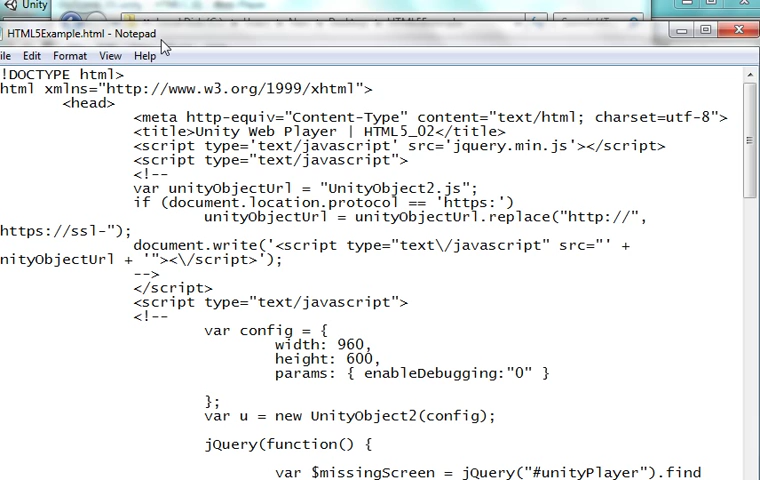 Unity
HTML5Example.html - Notepad
ile Edit Format View Help
!DOCTYPE html>
html xmlns="http://www.w3.org/1999/xhtml">
<head>
<meta http-equiv="Content-Type" content="text/html; charset=utf-8">
<title>Unity Web Player | HTML5_02</title>
<script type='text/javascript' src='jquery.min.js'></script>
<script type="text/javascript">
<!--
var unityObjectUrl = "UnityObject2.js";
if (document.location.protocol == 'https:')
unityObjectUrl = unityObjectUrl.replace("http://",
https://ssl-");
document.write('<script type="text\/javascript" src="' +
nityObjectUrl + '"><\/script>');
-->
</script>
<script type="text/javascript">
<!--
var config = {
width: 960,
height: 600,
params: { enableDebugging:"0" }
};
var u = new UnityObject2(config);
jQuery(function() {
var $missingScreen = jQuery("#unityPlayer").find